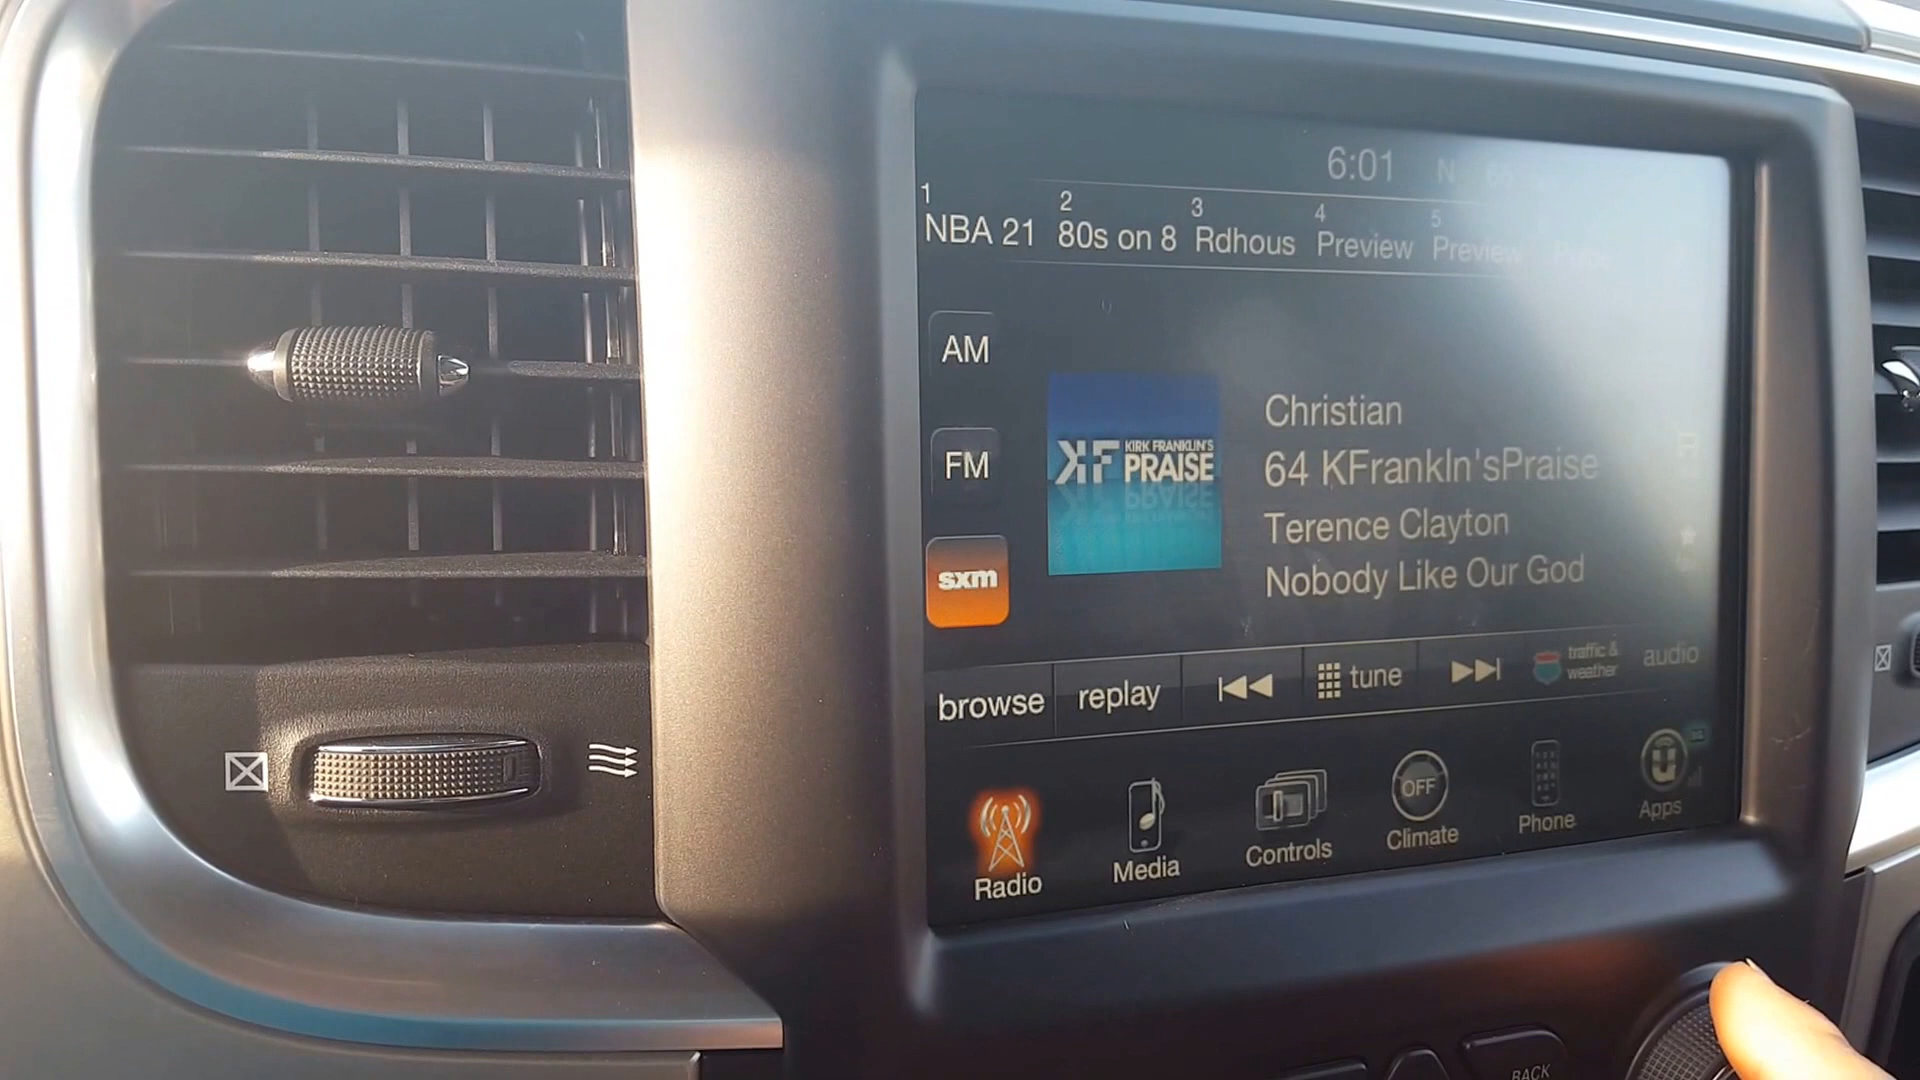 6:01 N
1 2 3 4 5
NBA 21 80s on 8 Rdhous Preview Preview
AM
FM
sxm
KF KIRK FRANKLIN'S
PRAISE
Christian
64 KFrankln'sPraise
Terence Clayton
Nobody Like Our God
browse replay tune traffic & weather audio
Radio Media Controls OFF Climate Phone Apps
BACK